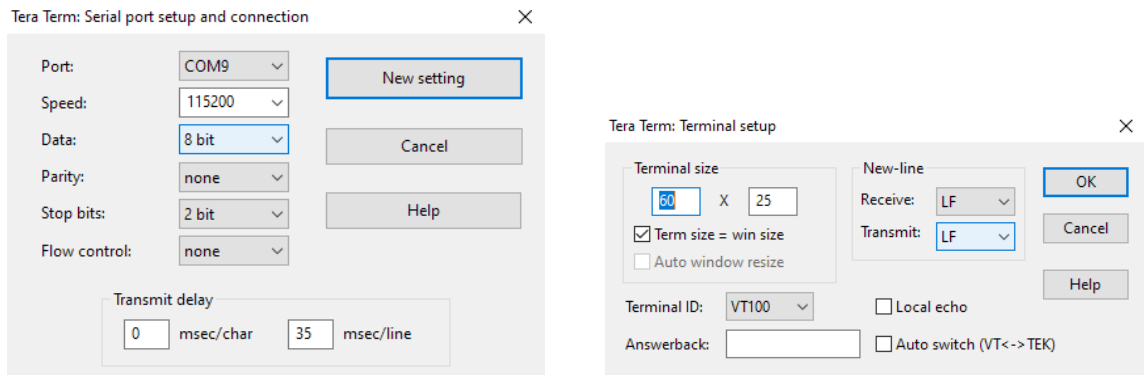 Tera Term: Serial port setup and connection
Port: COM9
New setting
Speed: 115200
Data: 8 bit
Cancel
Parity: none
Stop bits: 2 bit
Help
Flow control: none
Transmit delay
0 msec/char 35 msec/line
Tera Term: Terminal setup
Terminal size
60 X 25
Term size = win size
Auto window resize
New-line
Receive: LF
Transmit: LF
OK
Cancel
Help
Terminal ID: VT100
Local echo
Answerback:
Auto switch (VT<->TEK)